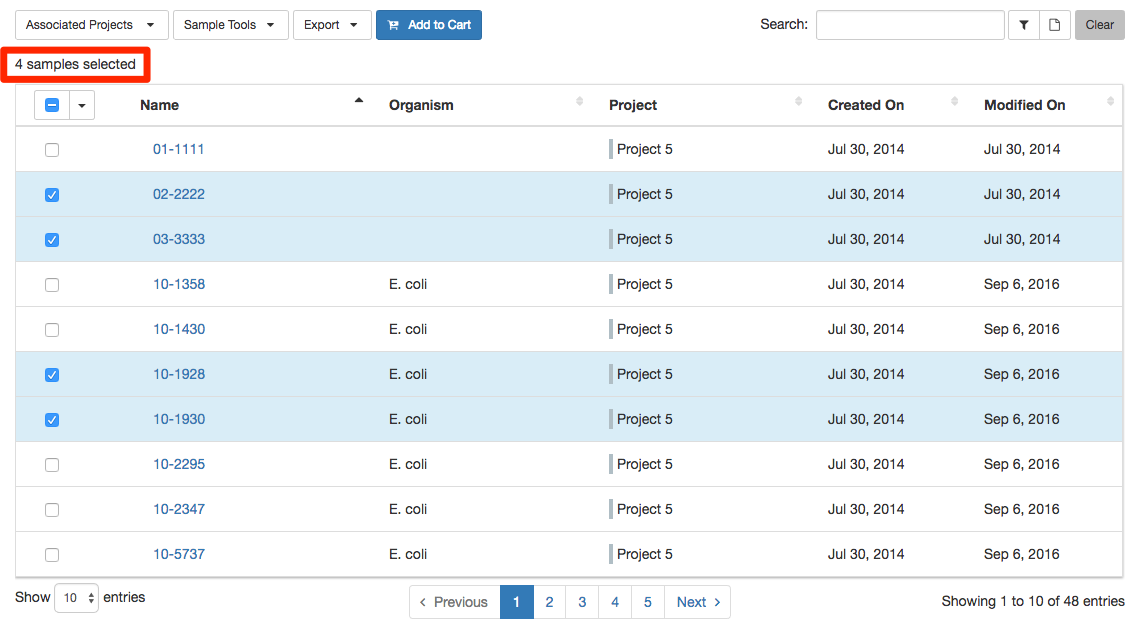 Associated Projects Sample Tools Export Add to Cart Search: Clear
4 samples selected
Name Organism Project Created On Modified On
01-1111 Project 5 Jul 30, 2014 Jul 30, 2014
02-2222 Project 5 Jul 30, 2014 Jul 30, 2014
03-3333 Project 5 Jul 30, 2014 Jul 30, 2014
10-1358 E. coli Project 5 Jul 30, 2014 Sep 6, 2016
10-1430 E. coli Project 5 Jul 30, 2014 Sep 6, 2016
10-1928 E. coli Project 5 Jul 30, 2014 Sep 6, 2016
10-1930 E. coli Project 5 Jul 30, 2014 Sep 6, 2016
10-2295 E. coli Project 5 Jul 30, 2014 Sep 6, 2016
10-2347 E. coli Project 5 Jul 30, 2014 Sep 6, 2016
10-5737 E. coli Project 5 Jul 30, 2014 Sep 6, 2016
Show 10 entries Previous 1 2 3 4 5 Next Showing 1 to 10 of 48 entries